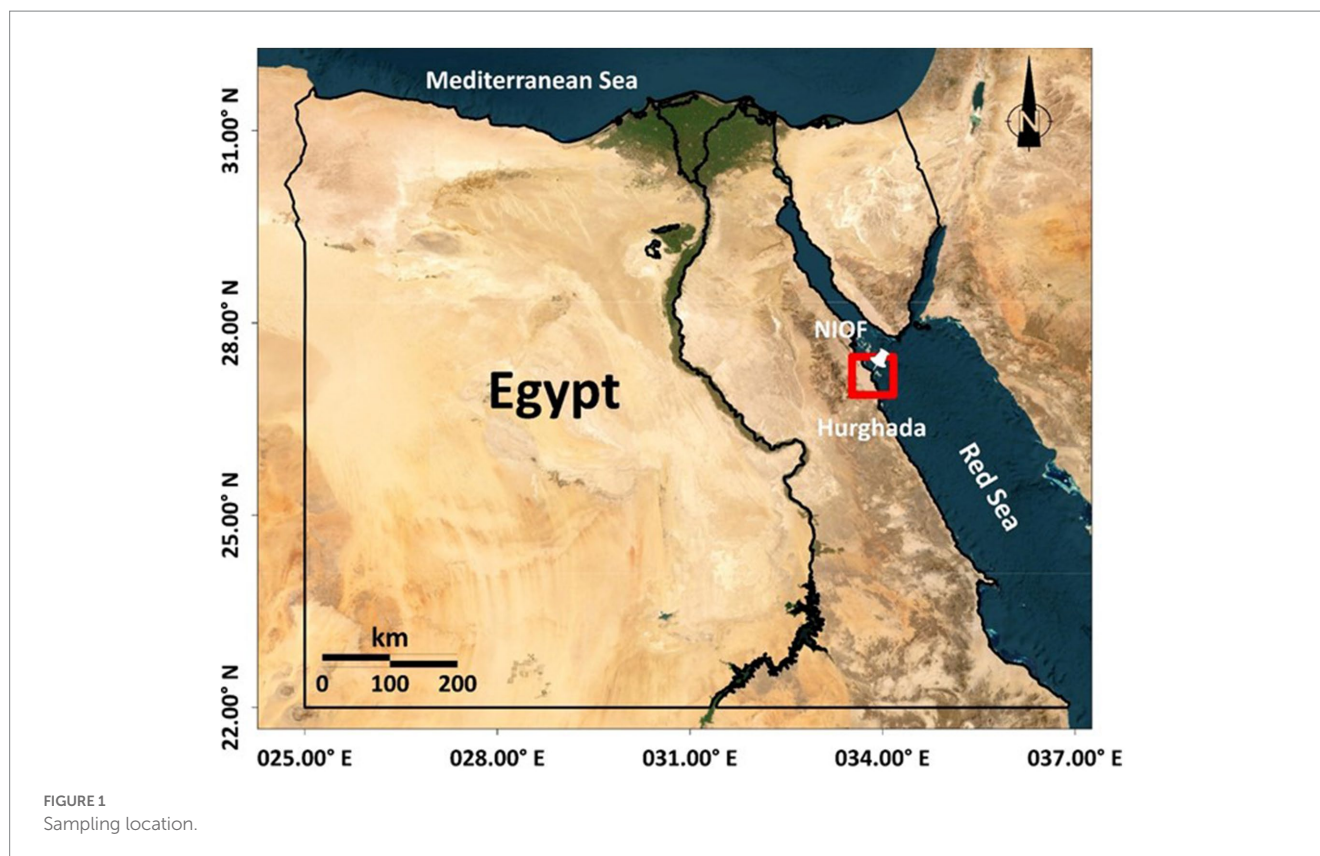 Mediterranean Sea
N
31.00° N
28.00° N
NIOF
Egypt
Hurghada
Red Sea
25.00° N
km
0 100 200
22.00° N
025.00° E 028.00° E 031.00° E 034.00° E 037.00° E
FIGURE 1
Sampling location.